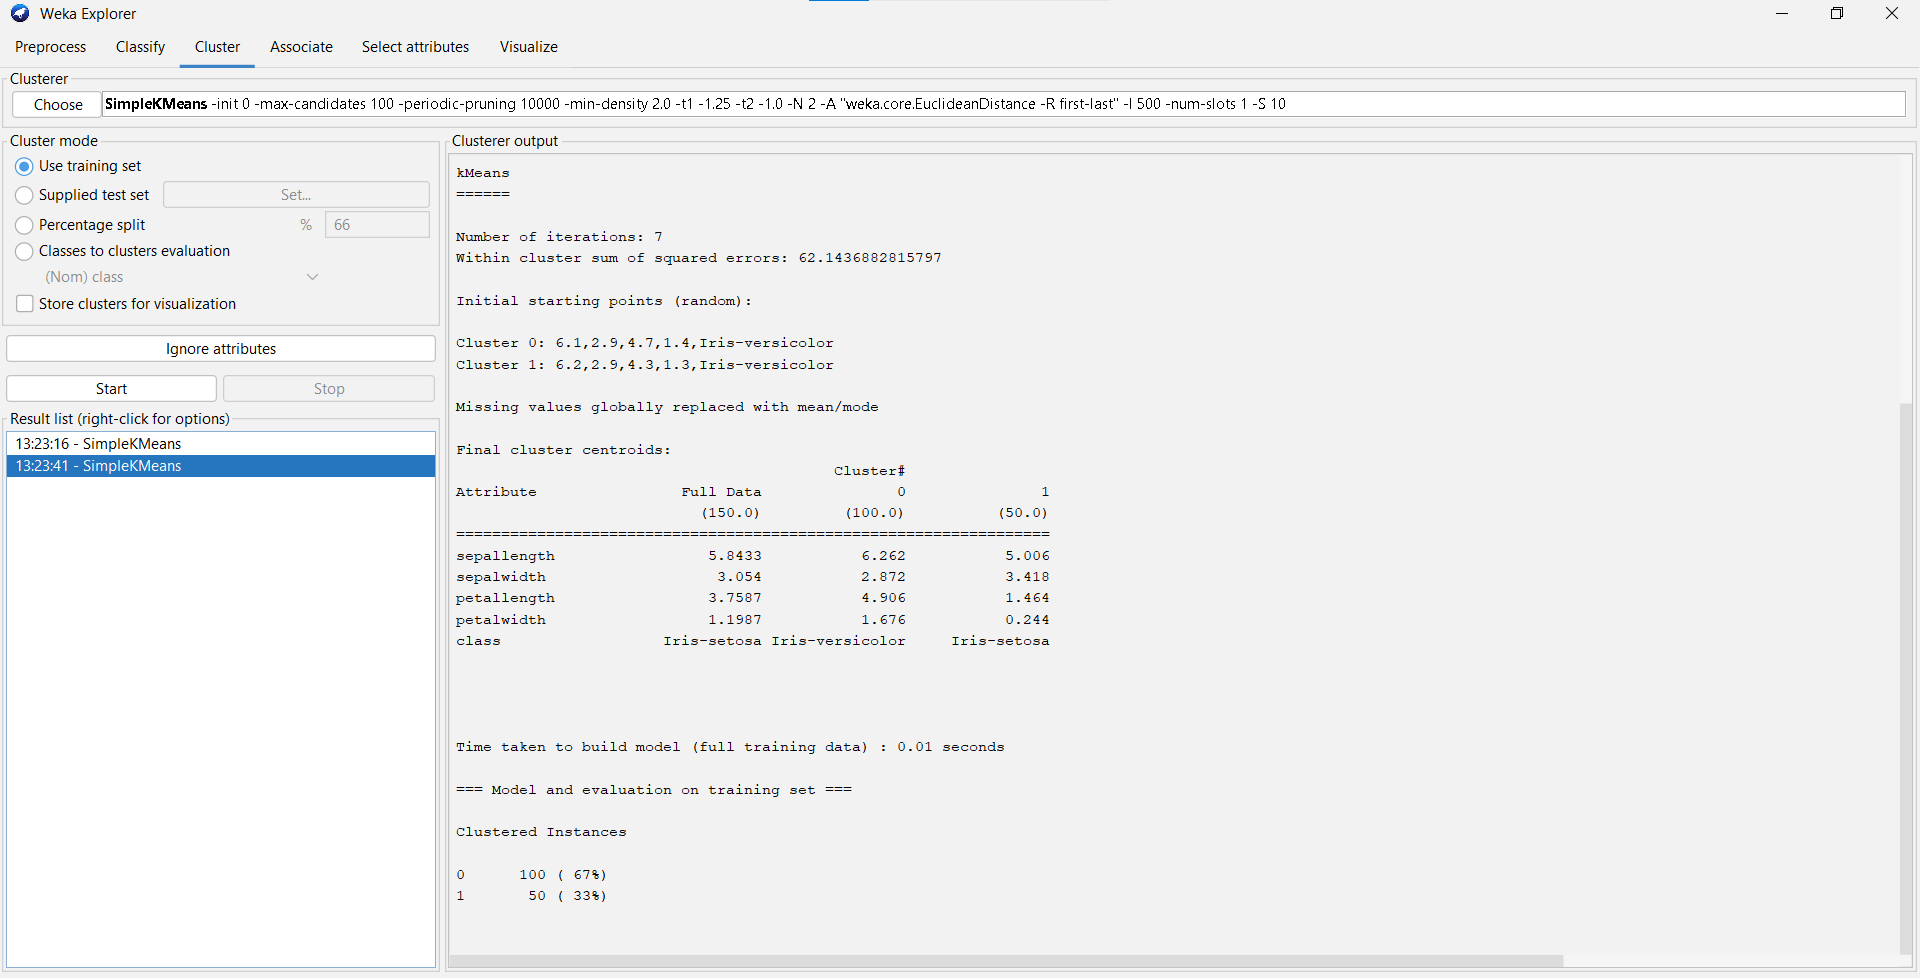 Weka Explorer
Preprocess Classify Cluster Associate Select attributes Visualize
Clusterer
Choose SimpleKMeans -init 0 -max-candidates 100 -periodic-pruning 10000 -min-density 2.0 -t1 -1.25 -t2 -1.0 -N 2 -A "weka.core.EuclideanDistance -R first-last" -I 500 -num-slots 1 -S 10
Cluster mode
Use training set
Supplied test set Set...
Percentage split % 66
Classes to clusters evaluation
(Nom) class
Store clusters for visualization
Ignore attributes
Start Stop
Result list (right-click for options)
13:23:16 - SimpleKMeans
13:23:41 - SimpleKMeans
Clusterer output
kMeans
======
Number of iterations: 7
Within cluster sum of squared errors: 62.1436882815797
Initial starting points (random):
Cluster 0: 6.1,2.9,4.7,1.4,Iris-versicolor
Cluster 1: 6.2,2.9,4.3,1.3,Iris-versicolor
Missing values globally replaced with mean/mode
Final cluster centroids:
Cluster#
Attribute Full Data 0 1
(150.0) (100.0) (50.0)
==================================================================
sepallength 5.8433 6.262 5.006
sepalwidth 3.054 2.872 3.418
petallength 3.7587 4.906 1.464
petalwidth 1.1987 1.676 0.244
class Iris-setosa Iris-versicolor Iris-setosa
Time taken to build model (full training data) : 0.01 seconds
=== Model and evaluation on training set ===
Clustered Instances
0 100 ( 67%)
1 50 ( 33%)